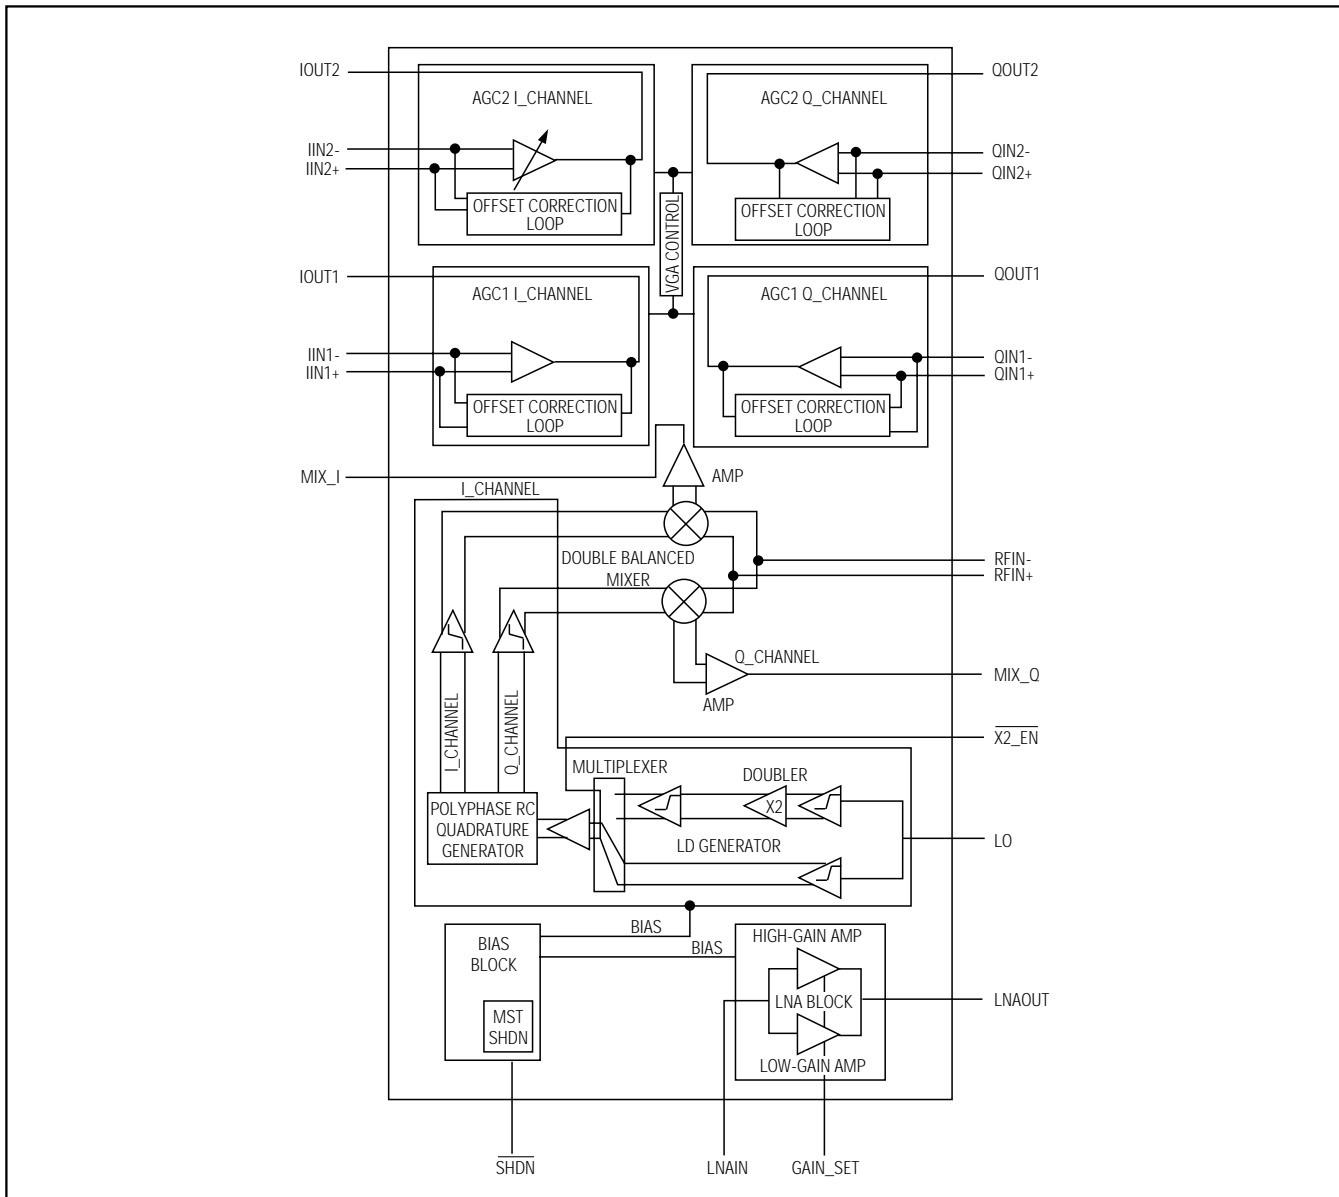 IOUT2
QOUT2
AGC2 I_CHANNEL
AGC2 Q_CHANNEL
IIN2-
IIN2+
QIN2-
QIN2+
OFFSET CORRECTION
LOOP
OFFSET CORRECTION
LOOP
VGA CONTROL
IOUT1
QOUT1
AGC1 I_CHANNEL
AGC1 Q_CHANNEL
IIN1-
IIN1+
QIN1-
QIN1+
OFFSET CORRECTION
LOOP
OFFSET CORRECTION
LOOP
MIX_I
AMP
I_CHANNEL
DOUBLE BALANCED
MIXER
RFIN-
RFIN+
Q_CHANNEL
AMP
MIX_Q
I_CHANNEL
Q_CHANNEL
X2_EN
MULTIPLEXER
DOUBLER
X2
POLYPHASE RC
QUADRATURE
GENERATOR
LD GENERATOR
LO
BIAS
BIAS
BIAS
BLOCK
MST
SHDN
HIGH-GAIN AMP
LNA BLOCK
LOW-GAIN AMP
LNAOUT
SHDN
LNAIN
GAIN_SET